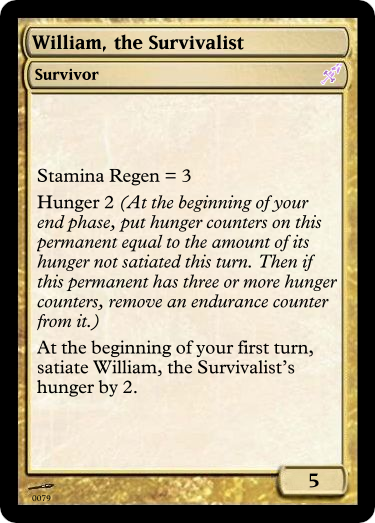 William, the Survivalist
Survivor
Stamina Regen = 3
Hunger 2 (At the beginning of your
end phase, put hunger counters on this
permanent equal to the amount of its
hunger not satiated this turn. Then if
this permanent has three or more hunger
counters, remove an endurance counter
from it.)
At the beginning of your first turn,
satiate William, the Survivalist's
hunger by 2.
5
0079